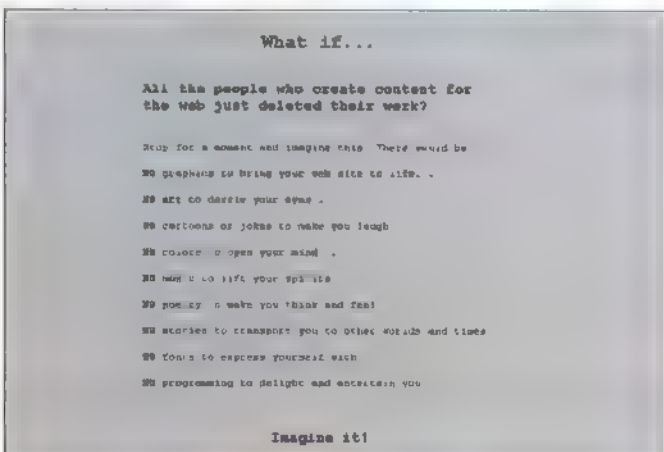 What if...
All the people who create content for
the web just deleted their work?
Stop for a moment and imagine this There would be
NO graphics to bring your web site to life. .
NO art to dazzle your eyes .
NO cartoons or jokes to make you laugh
NO colors to open your mind .
NO music to lift your spirits
NO poetry to make you think and feel
NO stories to transport you to other worlds and times
NO fonts to express yourself with
NO programming to delight and entertain you
Imagine it!